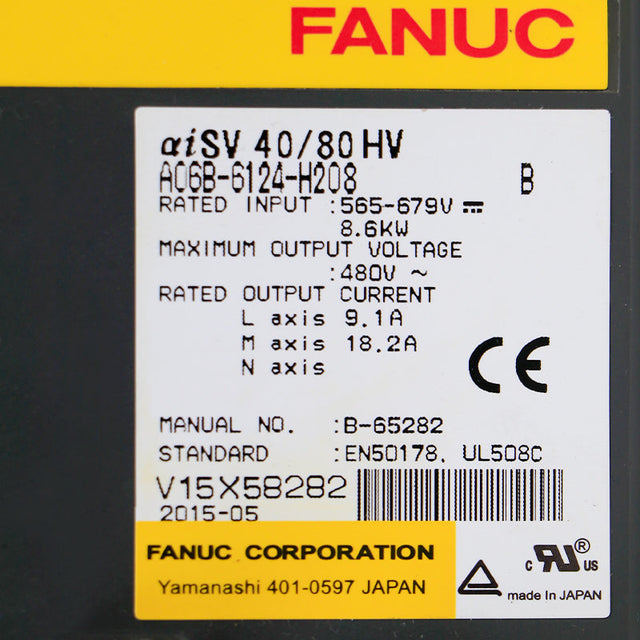 FANUC
αiSV 40/80 HV
A06B-6124-H208 B
RATED INPUT :565-679V ⎓
8.6KW
MAXIMUM OUTPUT VOLTAGE
:480V ~
RATED OUTPUT CURRENT
L axis 9.1A
M axis 18.2A
N axis
CE
MANUAL NO. :B-65282
STANDARD :EN50178, UL508C
V15X58282
2015-05
FANUC CORPORATION
Yamanashi 401-0597 JAPAN
c RU® US
made In JAPAN